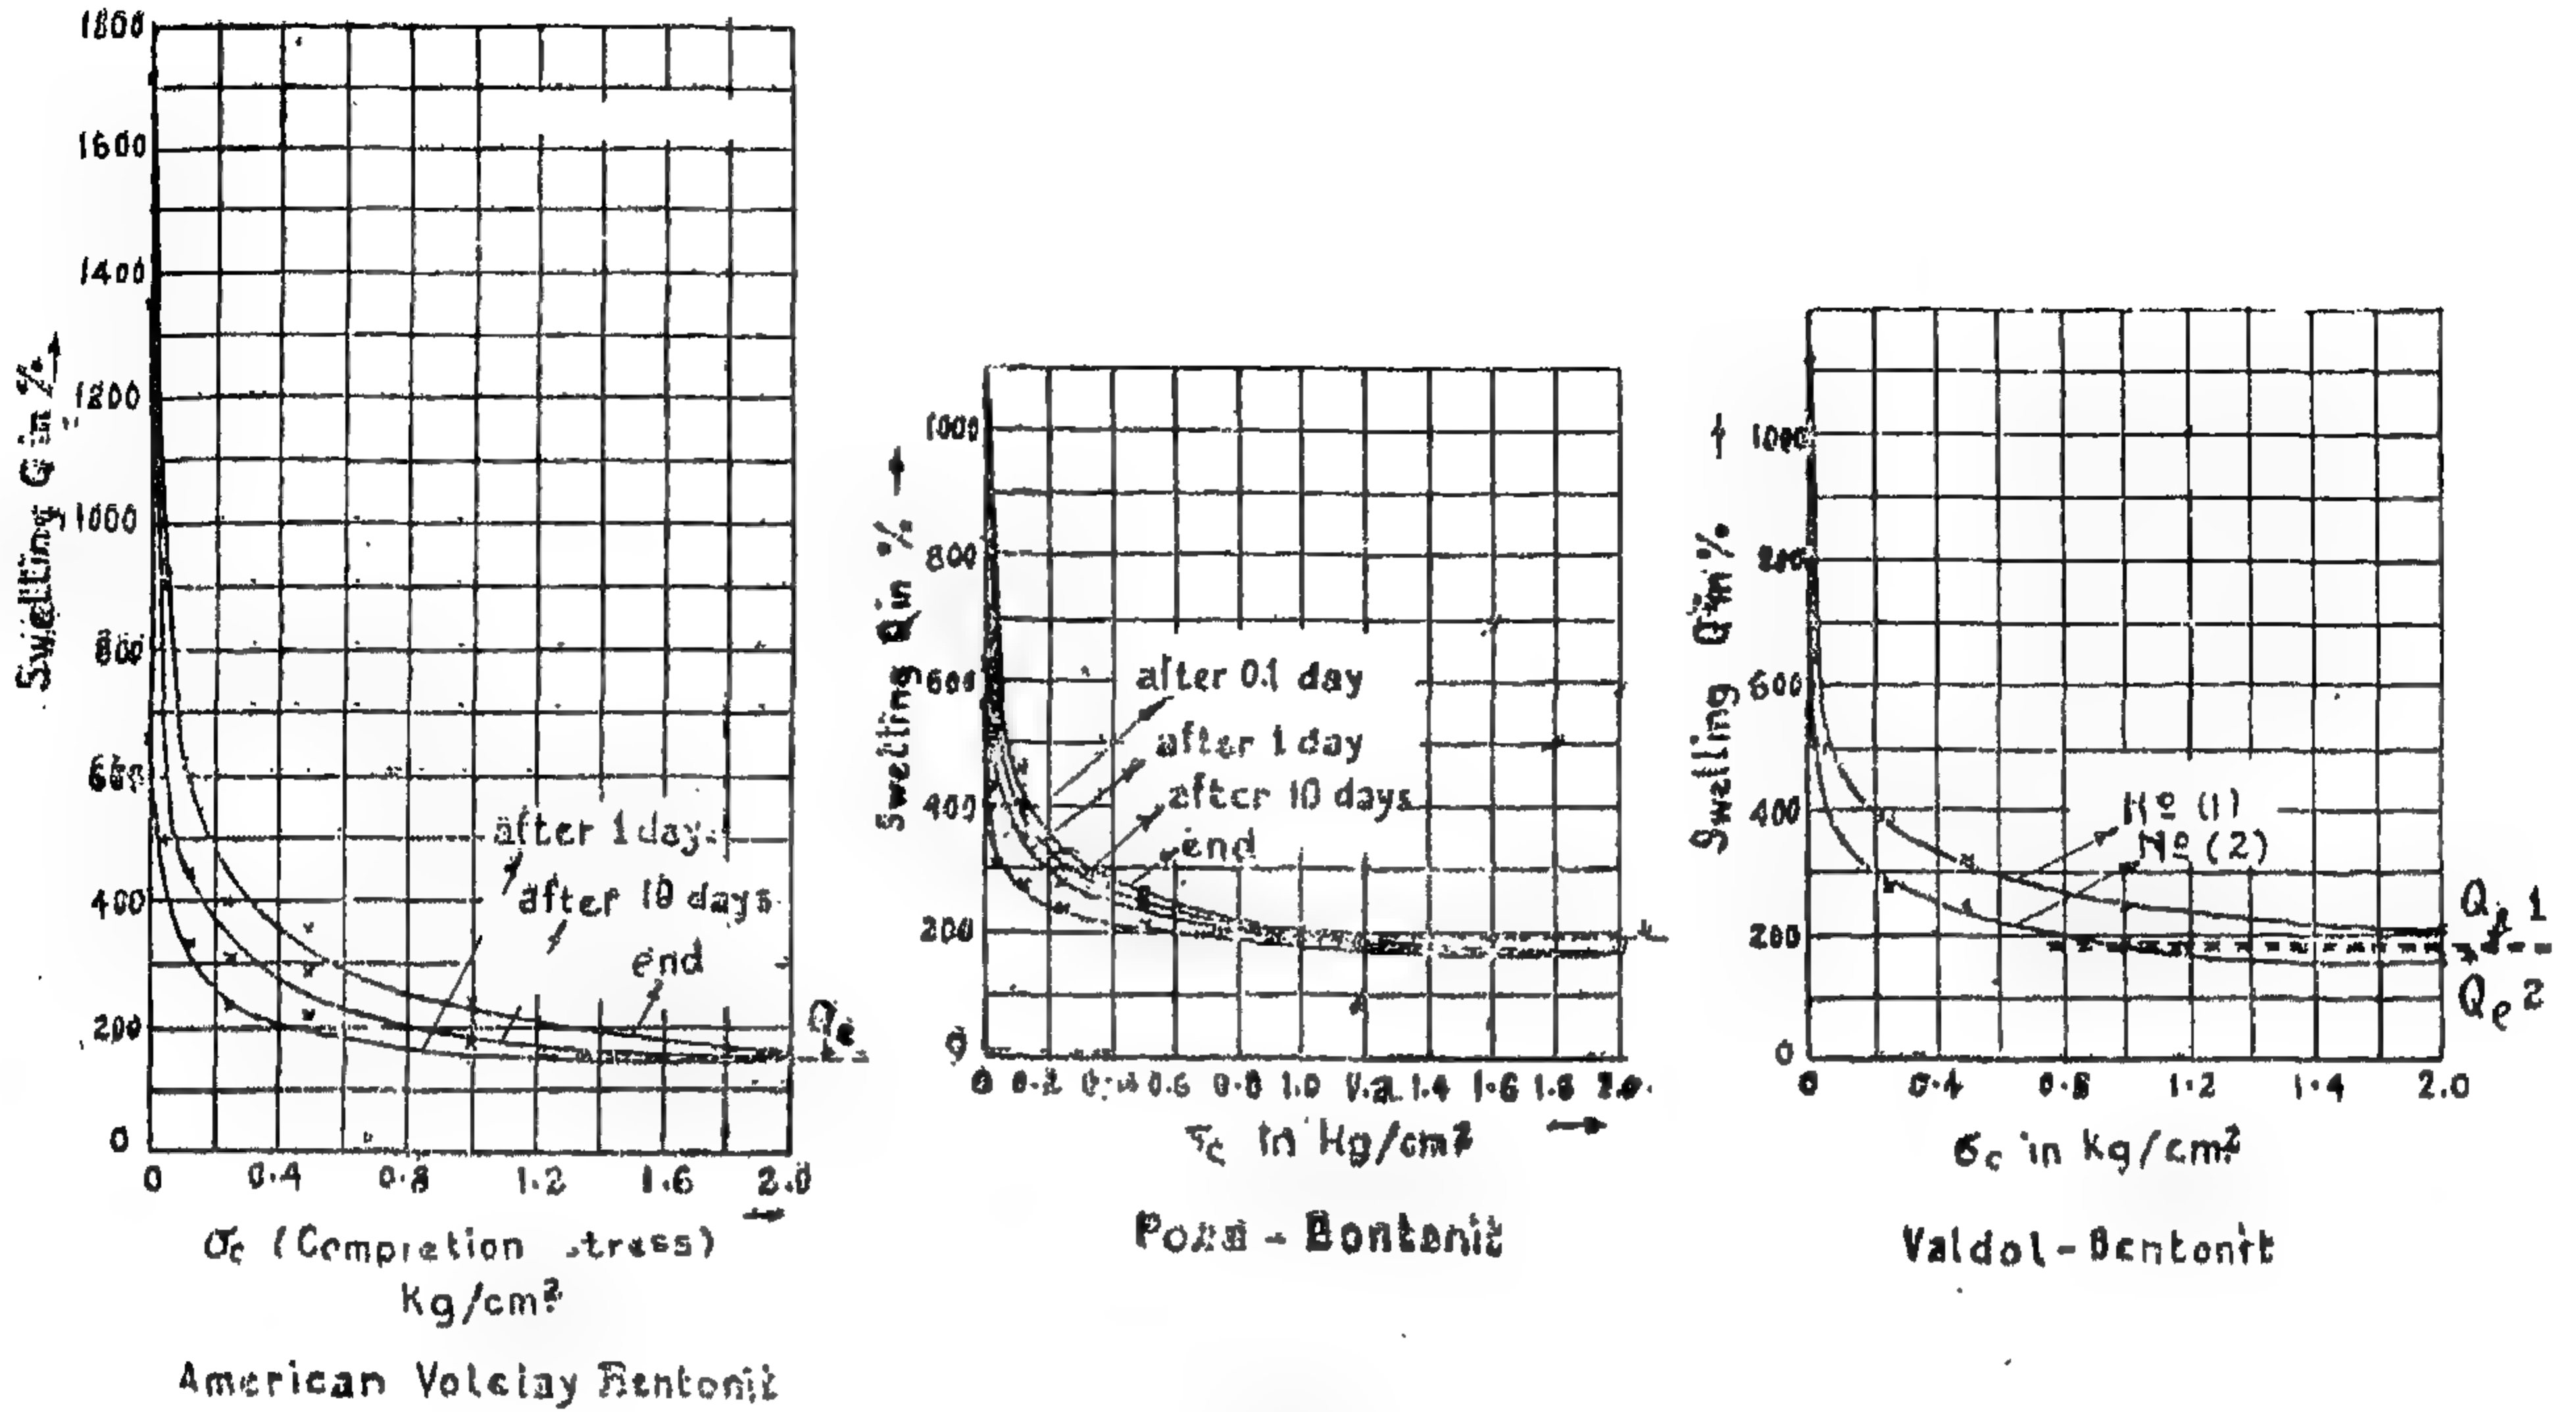 1800
1600
1400
1200
1000
800
600
400
200
0
Swelling Q in %
0 0.4 0.8 1.2 1.6 2.0
after 1 day
after 10 days
end
Qe
σc (Compretion stress)
Kg/cm²
American Volclay Bentonit
1000
800
600
400
200
0
Swelling Q in %
after 0.1 day
after 1 day
after 10 days
end
0 0.2 0.4 0.6 0.8 1.0 1.2 1.4 1.6 1.8 2.0
σc in Kg/cm²
1000
800
600
400
200
0
Swelling Q in %
Nº (1)
Nº (2)
Qe 1
Qe 2
0 0.4 0.8 1.2 1.4 2.0
σc in Kg/cm²
Valdol-Bentonit